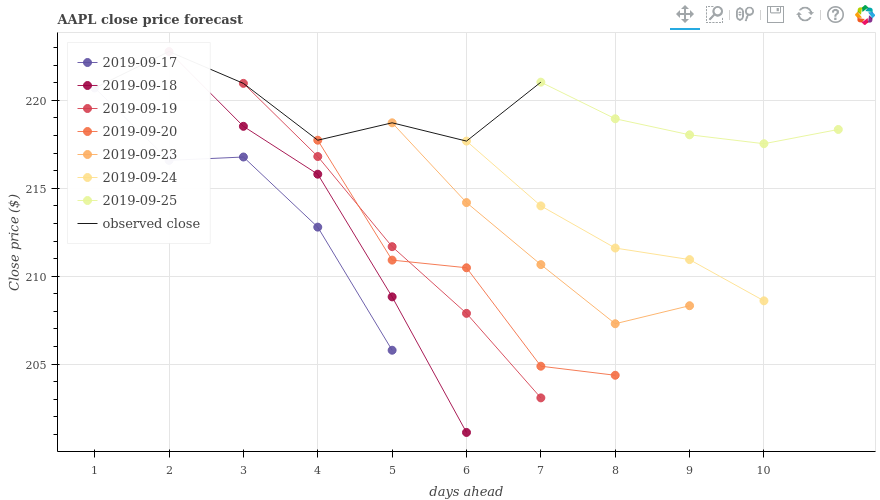 AAPL close price forecast
2019-09-17
2019-09-18
2019-09-19
2019-09-20
2019-09-23
2019-09-24
2019-09-25
observed close
220
215
210
205
Close price ($)
1 2 3 4 5 6 7 8 9 10
days ahead